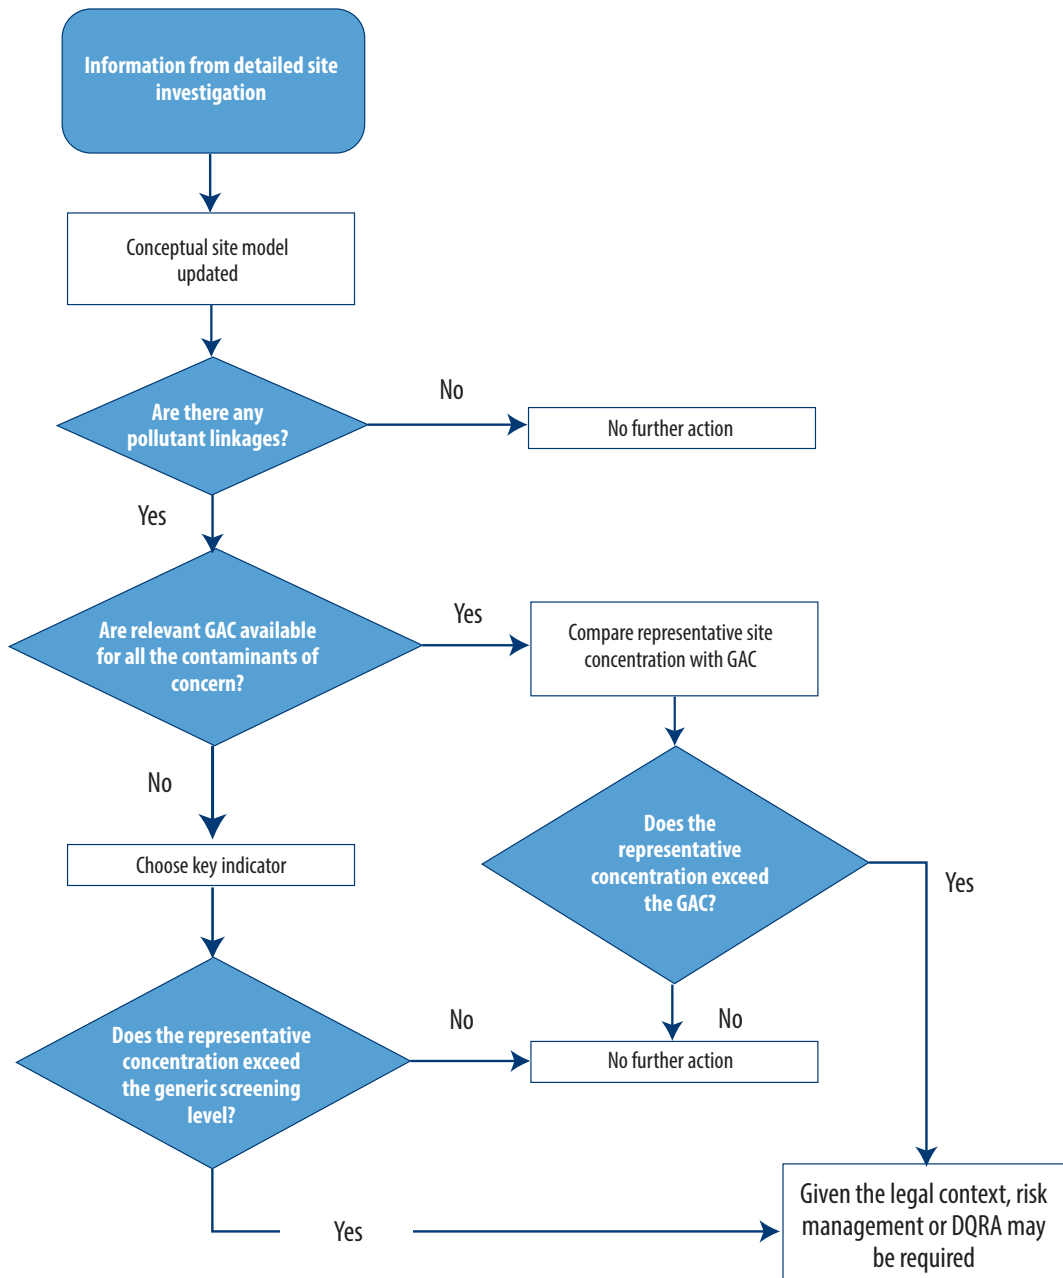 Information from detailed site
investigation
Conceptual site model
updated
Are there any
pollutant linkages?
No
No further action
Yes
Are relevant GAC available
for all the contaminants of
concern?
Yes
Compare representative site
concentration with GAC
No
Choose key indicator
Does the
representative
concentration exceed
the GAC?
Yes
Does the representative
concentration exceed
the generic screening
level?
No
No
No further action
Yes
Given the legal context, risk
management or DQRA may
be required